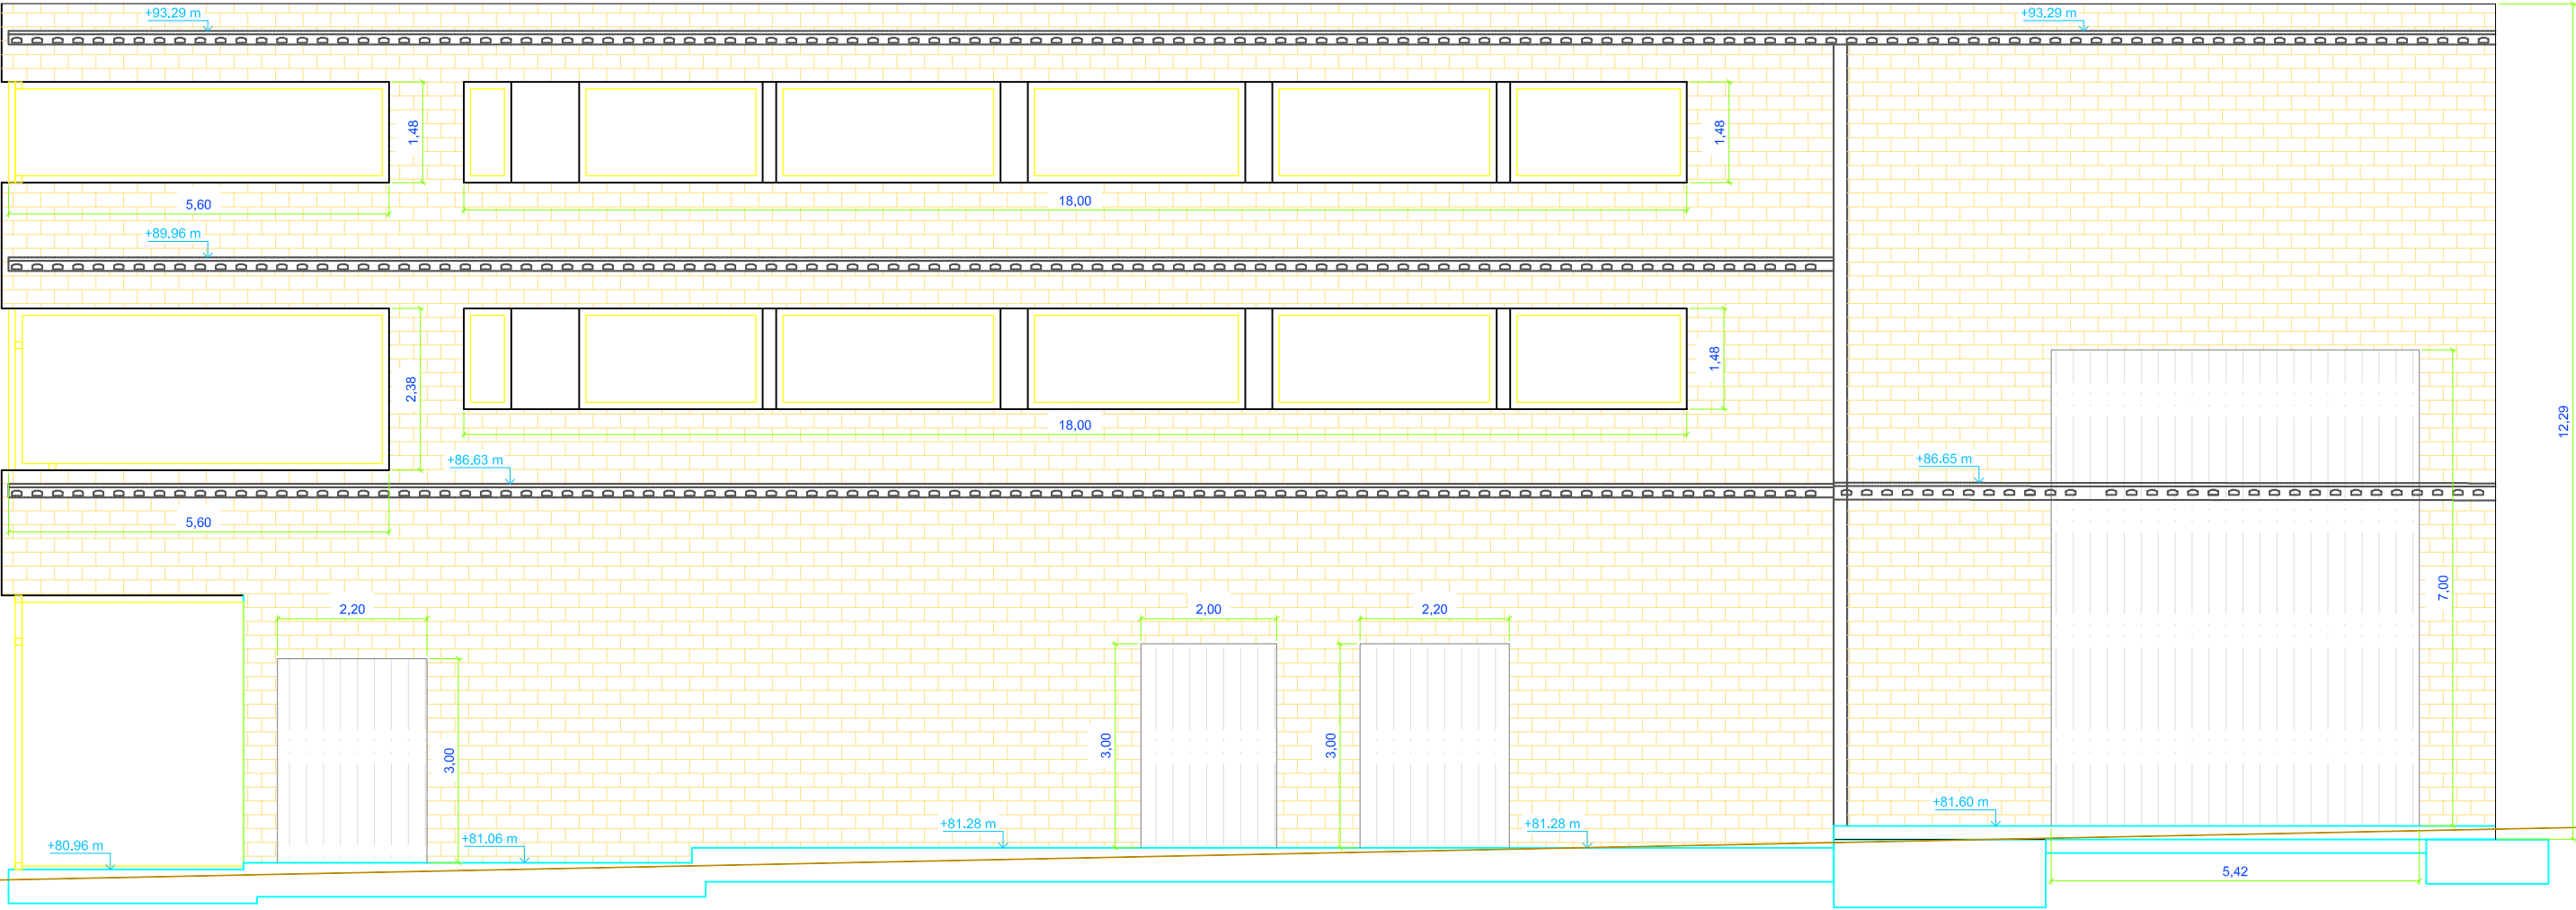 +93.29 m
+93.29 m
1,48
1,48
5,60
18,00
+89.96 m
1,48
2,38
12,29
18,00
+86.63 m
+86.65 m
5,60
7,00
2,20
2,00
2,20
3,00
3,00
3,00
+81.60 m
+81.28 m
+81.28 m
+81.06 m
+80.96 m
5,42